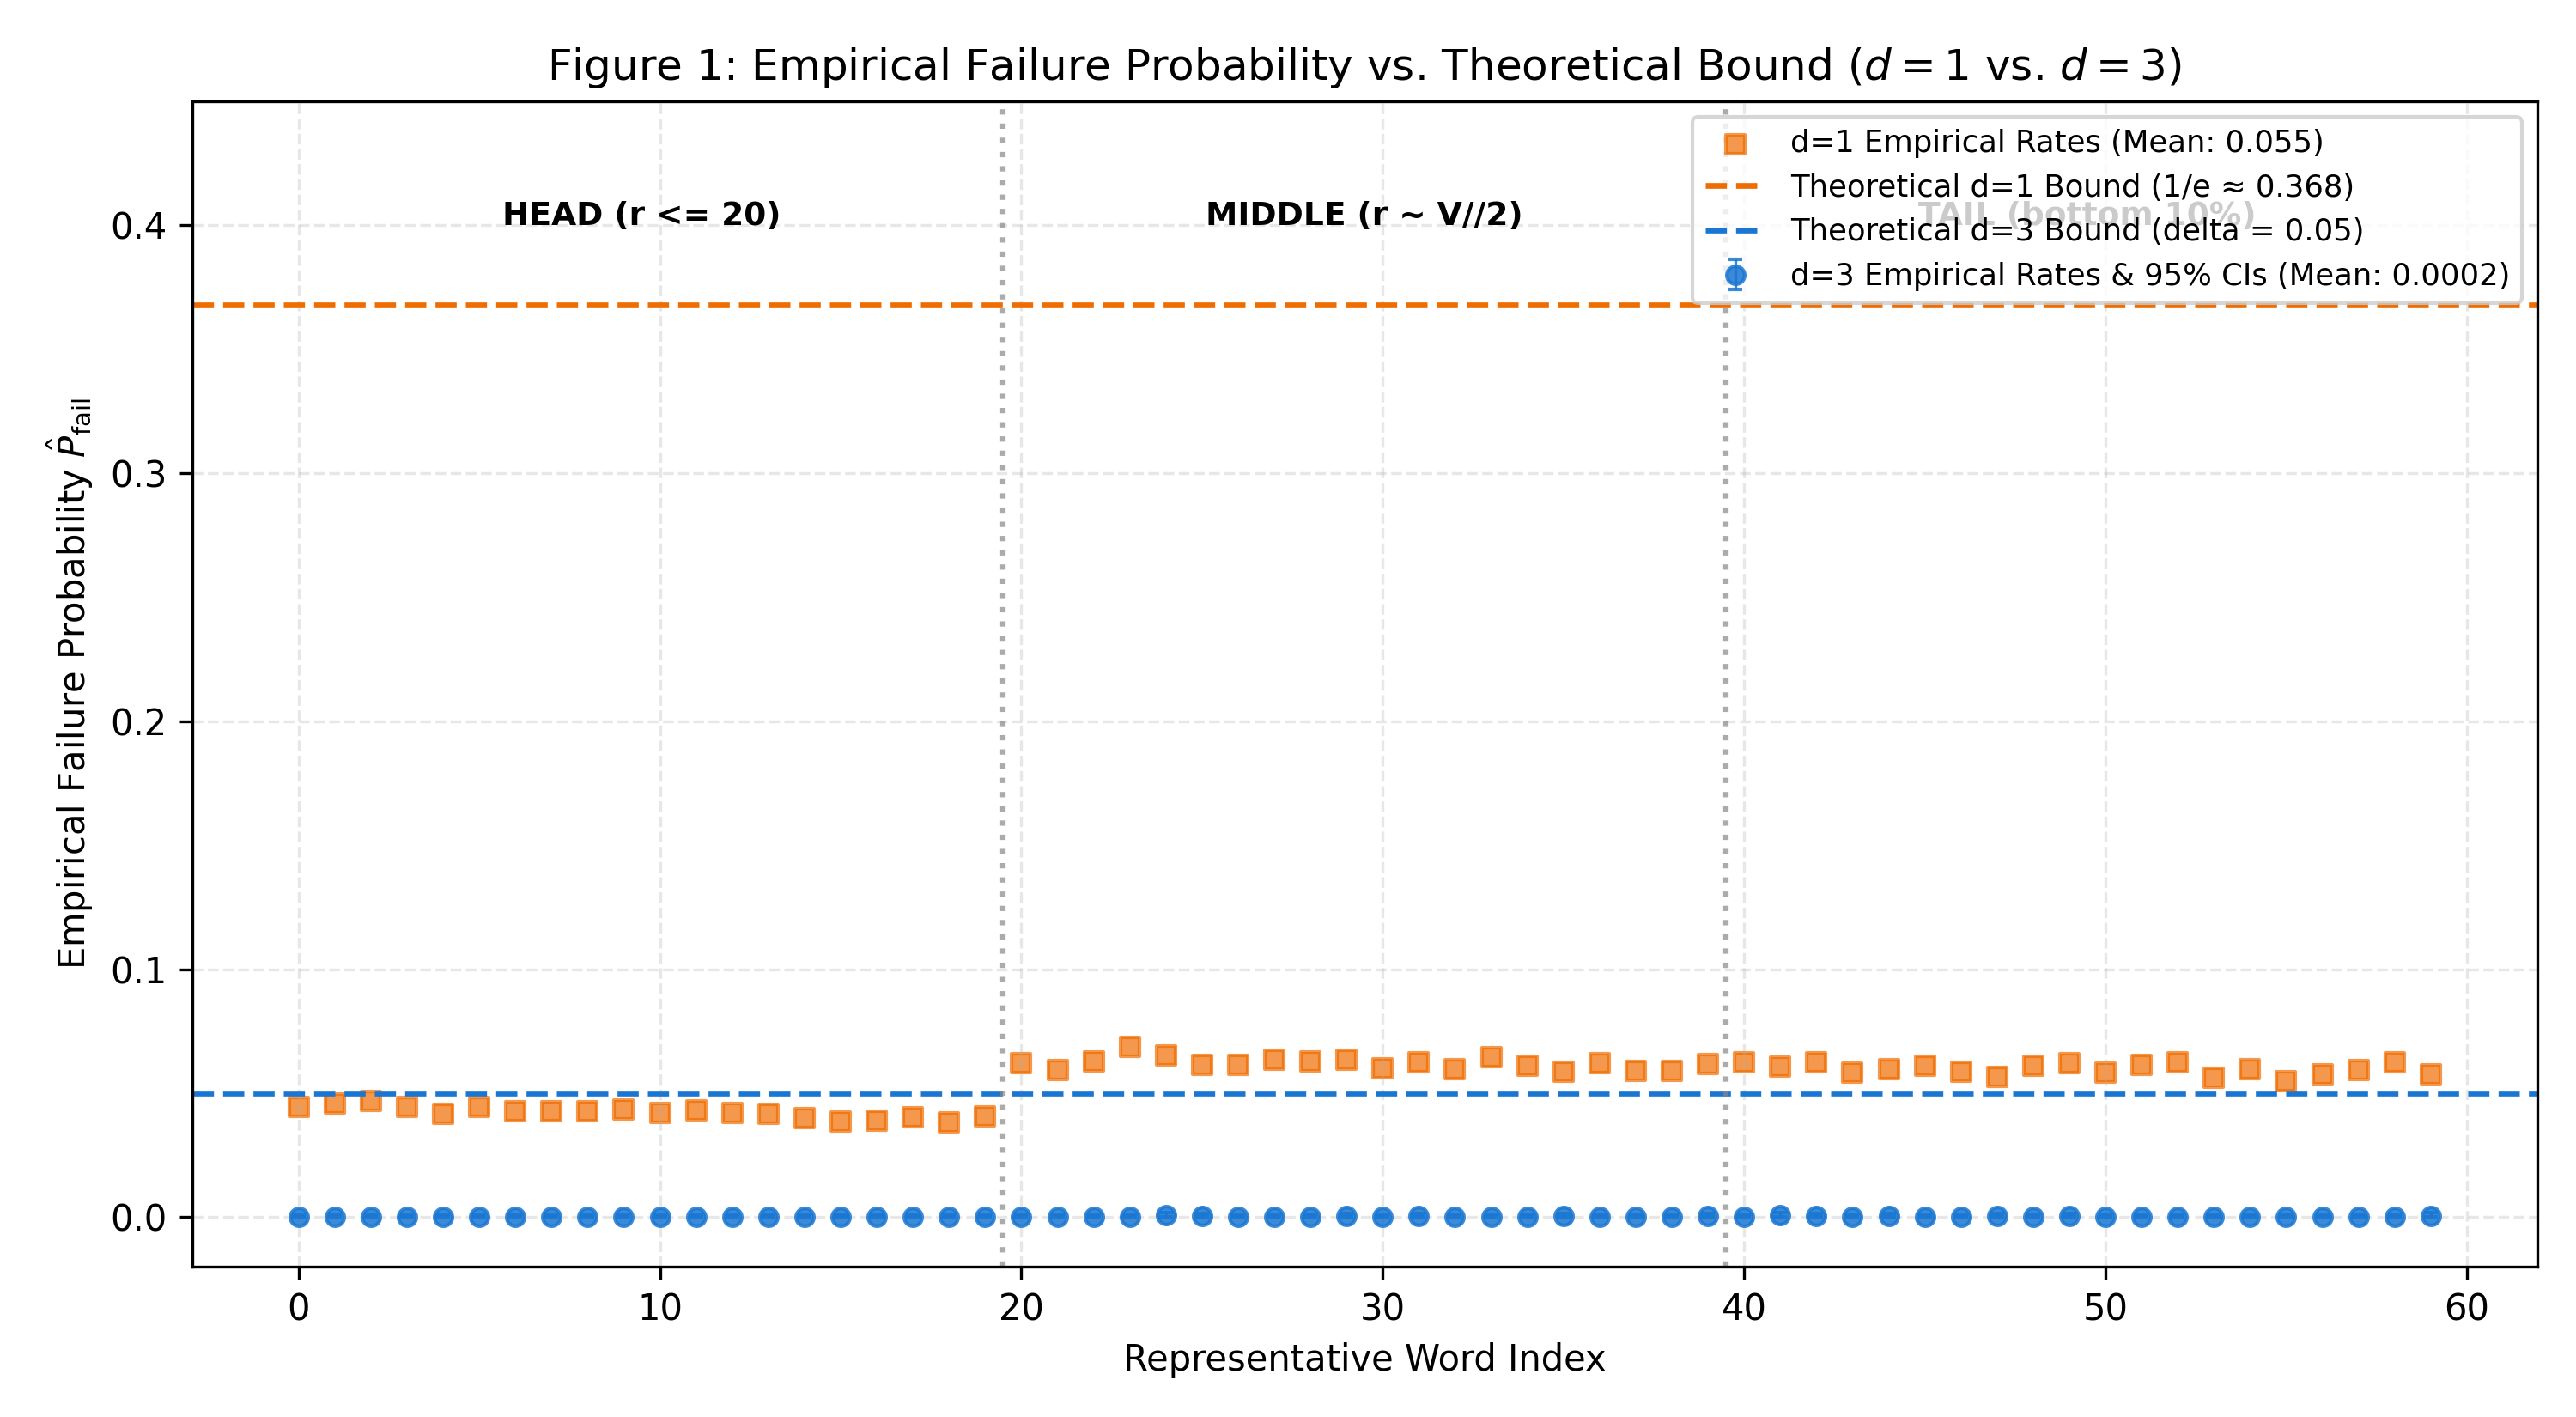 Figure 1: Empirical Failure Probability vs. Theoretical Bound (d = 1 vs. d = 3)
d=1 Empirical Rates (Mean: 0.055)
Theoretical d=1 Bound (1/e ≈ 0.368)
Theoretical d=3 Bound (delta = 0.05)
d=3 Empirical Rates & 95% CIs (Mean: 0.0002)
HEAD (r <= 20)
MIDDLE (r ~ V//2)
TAIL (bottom 10%)
Empirical Failure Probability P̂fail
0.4
0.3
0.2
0.1
0.0
0 10 20 30 40 50 60
Representative Word Index